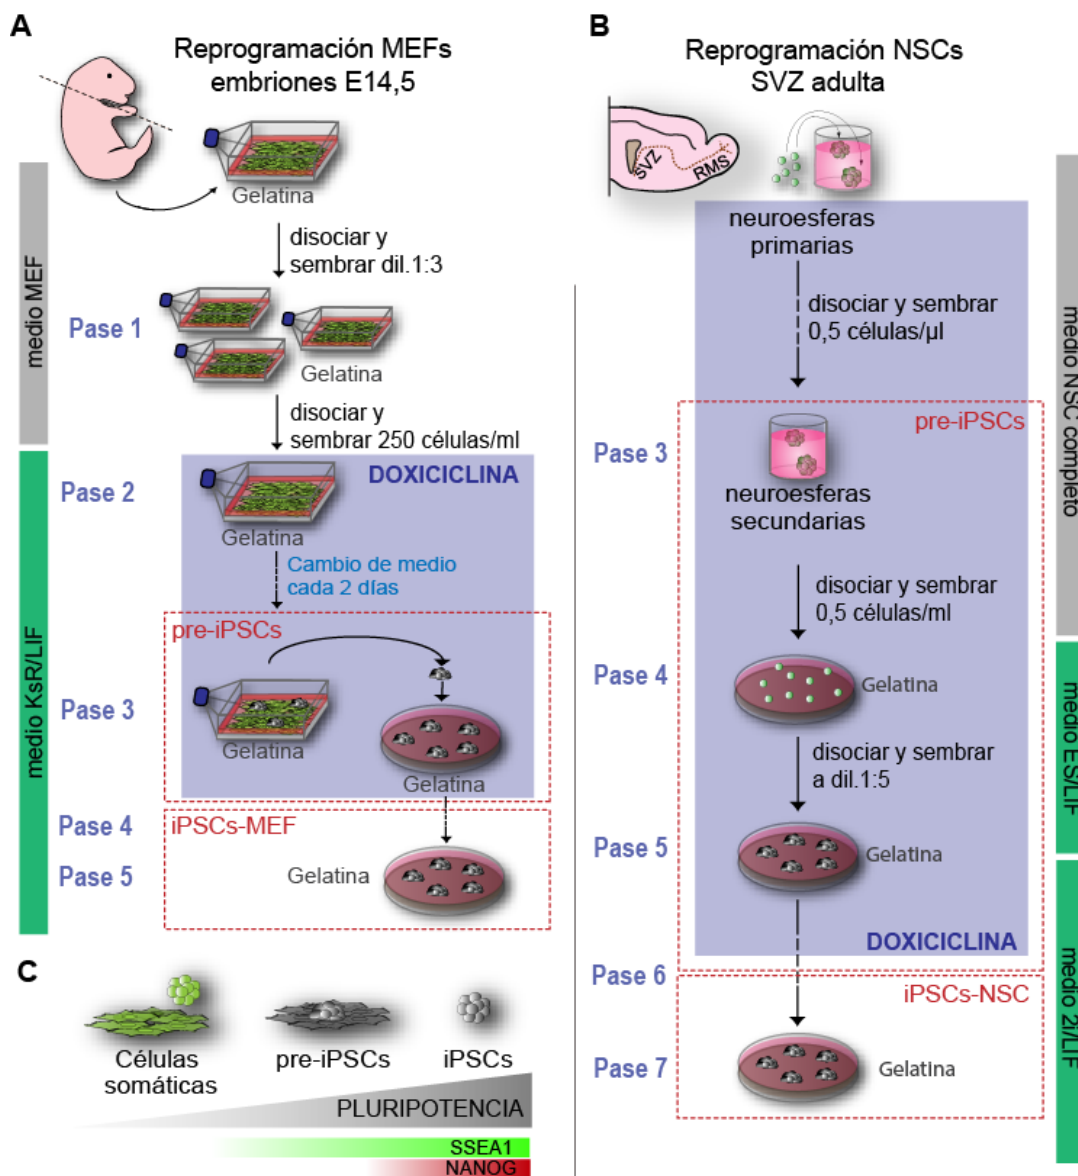 A
Reprogramación MEFs
embriones E14,5
Gelatina
disociar y
sembrar dil.1:3
medio MEF
Pase 1
Gelatina
disociar y
sembrar 250 células/ml
DOXICICLINA
Pase 2
Gelatina
Cambio de medio
cada 2 días
medio KsR/LIF
pre-iPSCs
Pase 3
Gelatina
Gelatina
Pase 4
iPSCs-MEF
Pase 5
Gelatina
B
Reprogramación NSCs
SVZ adulta
SVZ
RMS
neuroesferas
primarias
disociar y sembrar
0,5 células/µl
medio NSC completo
pre-iPSCs
Pase 3
neuroesferas
secundarias
disociar y sembrar
0,5 células/ml
Pase 4
Gelatina
medio ES/LIF
disociar y sembrar
a dil.1:5
Pase 5
Gelatina
DOXICICLINA
Pase 6
iPSCs-NSC
medio 2i/LIF
Pase 7
Gelatina
C
Células
somáticas
pre-iPSCs
iPSCs
PLURIPOTENCIA
SSEA1
NANOG